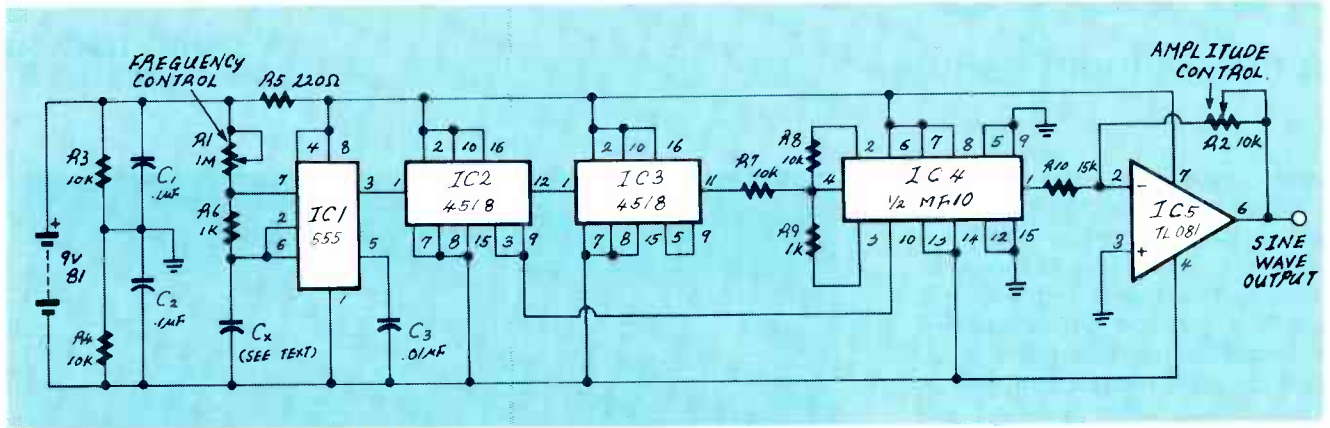 FREQUENCY
CONTROL
R5 220Ω
AMPLITUDE
CONTROL.
R1
1M
R2 10K
R3
10K
C1
.1µF
4 8
2 10 16
2 10 16
R8
10K
2 6 7 8 5 9
7
3
1
IC2
4518
12
1
IC3
4518
11
R7
10K
4
IC4
½ MF10
1
R10 15K
2
-
7
R6
1K
2
6
IC1
555
5
7 8 15 3 9
7 8 15 5 9
R9
1K
3 10 13 14 12 15
3
+
IC5
TL081
6
4
SINE
WAVE
OUTPUT
+
9V
B1
C2
.1µF
R4
10K
Cx
(SEE TEXT)
1
C3
.01µF